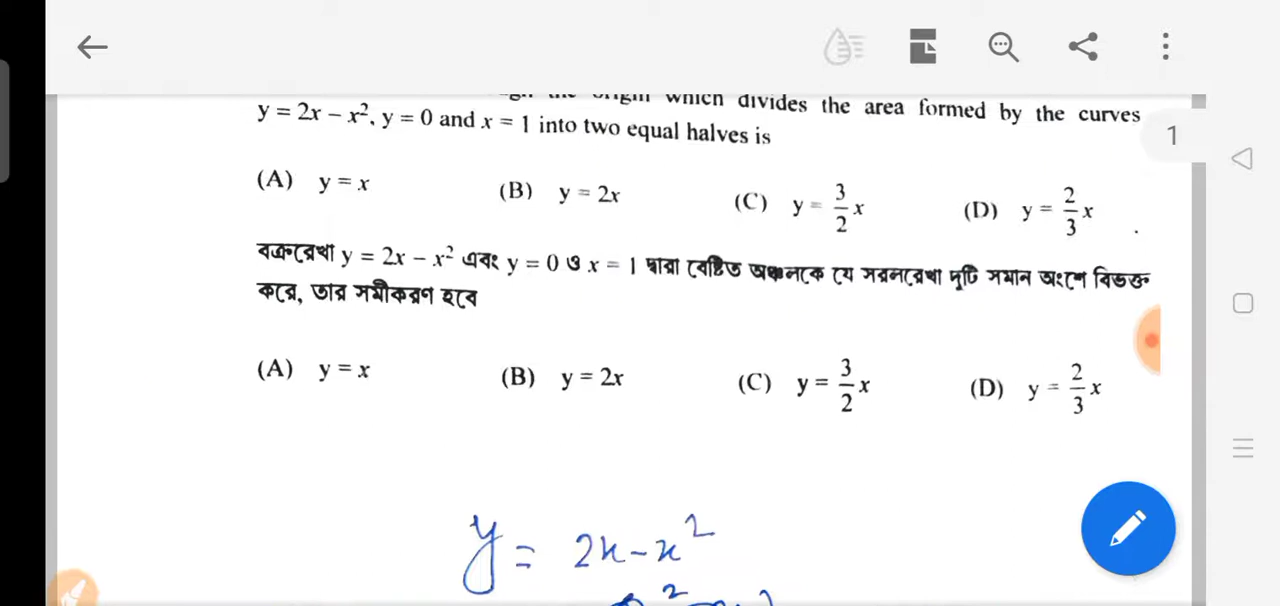 origin which divides the area formed by the curves
y = 2x – x², y = 0 and x = 1 into two equal halves is
1
(A) y = x (B) y = 2x (C) y = 3/2 x (D) y = 2/3 x
বক্ররেখা y = 2x – x² এবং y = 0 ও x = 1 দ্বারা বেষ্টিত অঞ্চলকে যে সরলরেখা দুটি সমান অংশে বিভক্ত
করে, তার সমীকরণ হবে
(A) y = x (B) y = 2x (C) y = 3/2 x (D) y = 2/3 x
y = 2x – x²